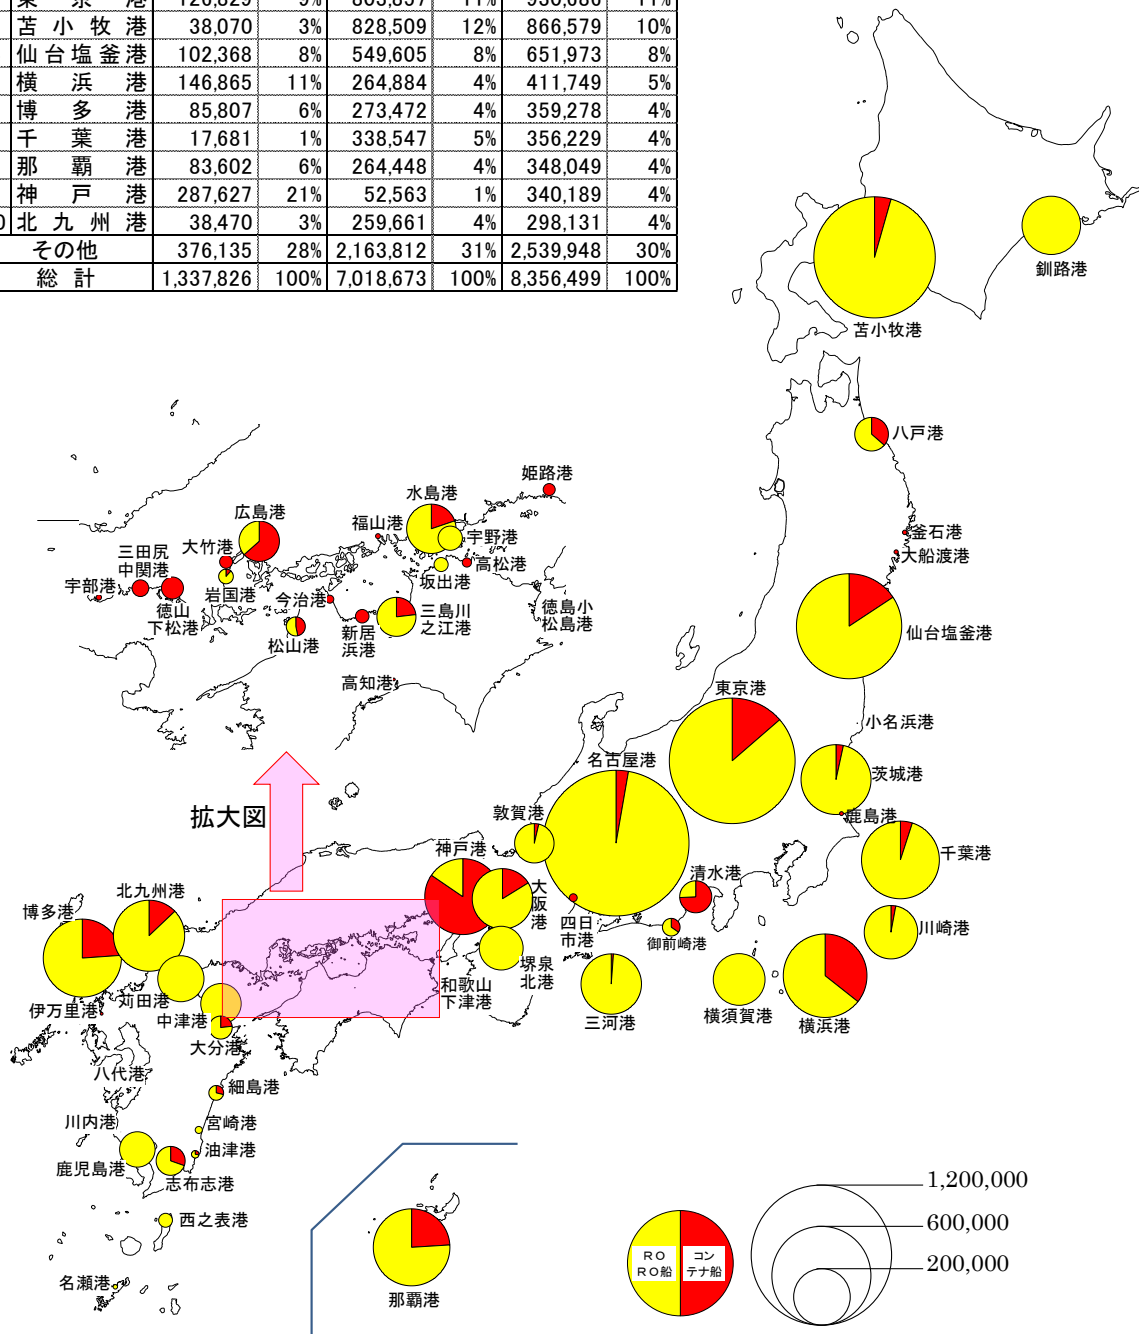 東京港 126,829 9% 803,857 11% 930,686 11%
苫小牧港 38,070 3% 828,509 12% 866,579 10%
仙台塩釜港 102,368 8% 549,605 8% 651,973 8%
横浜港 146,865 11% 264,884 4% 411,749 5%
博多港 85,807 6% 273,472 4% 359,278 4%
千葉港 17,681 1% 338,547 5% 356,229 4%
那覇港 83,602 6% 264,448 4% 348,049 4%
神戸港 287,627 21% 52,563 1% 340,189 4%
0 北九州港 38,470 3% 259,661 4% 298,131 4%
その他 376,135 28% 2,163,812 31% 2,539,948 30%
総計 1,337,826 100% 7,018,673 100% 8,356,499 100%
釧路港
苫小牧港
八戸港
釜石港
大船渡港
仙台塩釜港
小名浜港
茨城港
鹿島港
千葉港
川崎港
東京港
名古屋港
敦賀港
清水港
御前崎港
四日
市港
三河港
横須賀港
横浜港
姫路港
水島港
宇野港
福山港
高松港
坂出港
広島港
大竹港
三田尻
中関港
宇部港
徳山
下松港
岩国港
今治港
松山港
新居
浜港
三島川
之江港
徳島小
松島港
高知港
拡大図
神戸港
大
阪
港
堺泉
北港
和歌山
下津港
北九州港
博多港
伊万里港
苅田港
中津港
大分港
八代港
細島港
宮崎港
川内港
油津港
鹿児島港
志布志港
西之表港
名瀬港
那覇港
RO
RO船
コン
テナ船
1,200,000
600,000
200,000